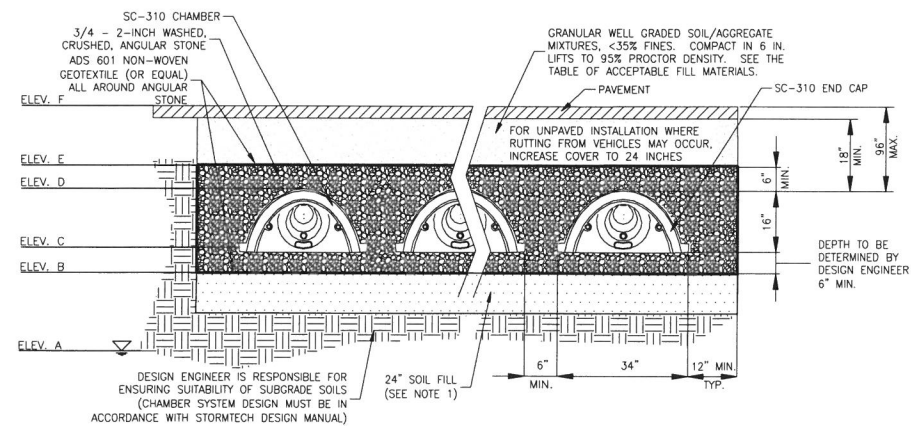 SC-310 CHAMBER
3/4 - 2-INCH WASHED,
CRUSHED, ANGULAR STONE
ADS 601 NON-WOVEN
GEOTEXTILE (OR EQUAL)
ALL AROUND ANGULAR
STONE
GRANULAR WELL GRADED SOIL/AGGREGATE
MIXTURES, <35% FINES. COMPACT IN 6 IN.
LIFTS TO 95% PROCTOR DENSITY. SEE THE
TABLE OF ACCEPTABLE FILL MATERIALS.
PAVEMENT
SC-310 END CAP
ELEV. F
FOR UNPAVED INSTALLATION WHERE
RUTTING FROM VEHICLES MAY OCCUR,
INCREASE COVER TO 24 INCHES
18"
MIN.
96"
MAX.
ELEV. E
6"
MIN.
ELEV. D
16"
ELEV. C
ELEV. B
DEPTH TO BE
DETERMINED BY
DESIGN ENGINEER
6" MIN.
ELEV. A
DESIGN ENGINEER IS RESPONSIBLE FOR
ENSURING SUITABILITY OF SUBGRADE SOILS
(CHAMBER SYSTEM DESIGN MUST BE IN
ACCORDANCE WITH STORMTECH DESIGN MANUAL)
24" SOIL FILL
(SEE NOTE 1)
6"
MIN.
34"
12" MIN.
TYP.